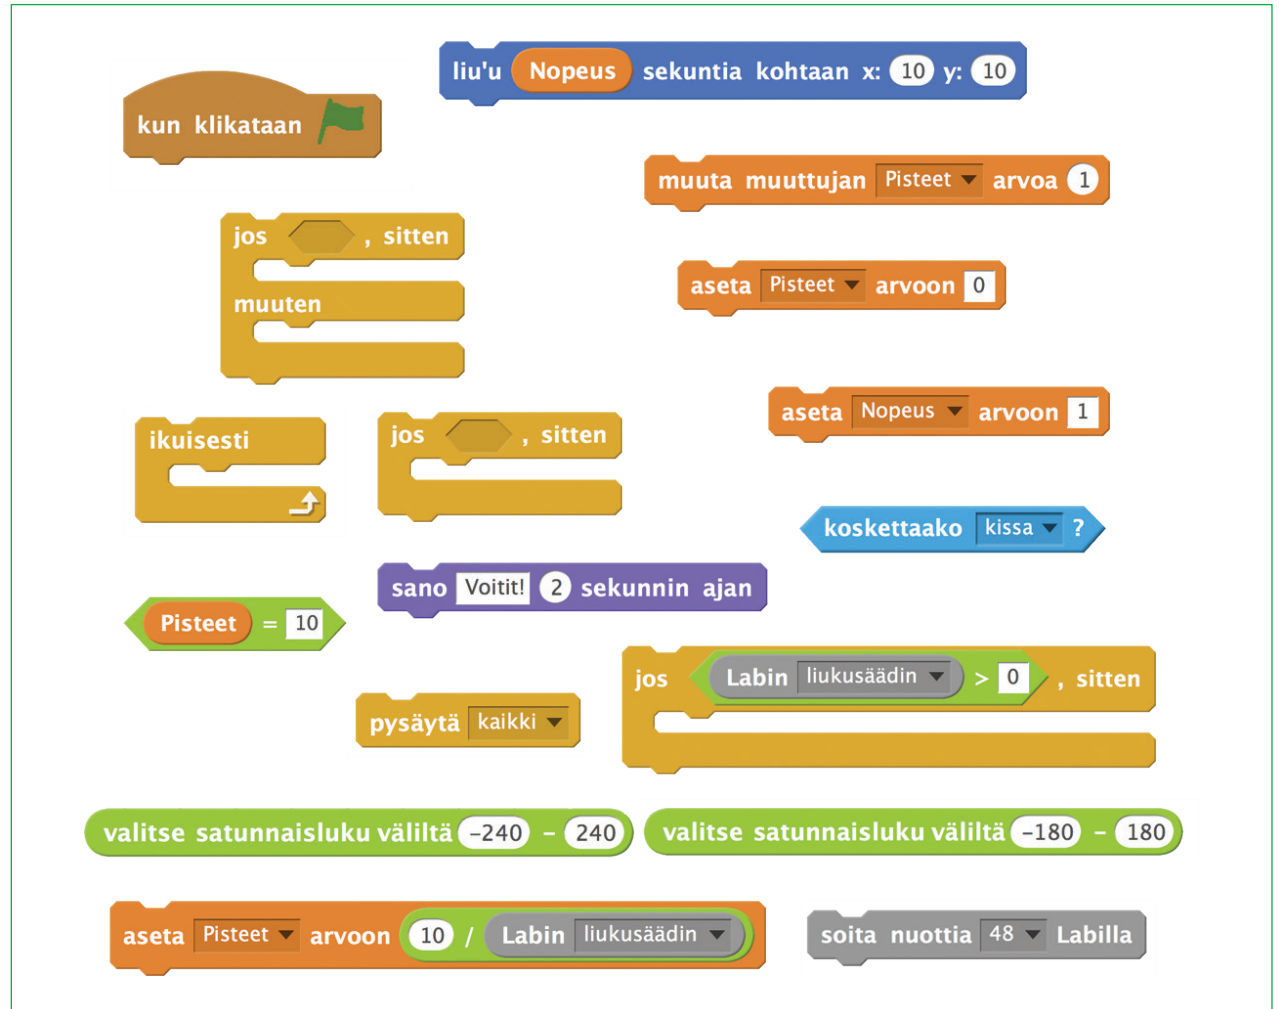 liu'u Nopeus sekuntia kohtaan x: 10 y: 10
kun klikataan
muuta muuttujan Pisteet arvoa 1
jos , sitten
muuten
aseta Pisteet arvoon 0
ikuisesti
jos , sitten
aseta Nopeus arvoon 1
koskettaako kissa ?
sano Voitit! 2 sekunnin ajan
Pisteet = 10
jos Labin liukusäädin > 0 , sitten
pysäytä kaikki
valitse satunnaisluku väliltä -240 - 240
valitse satunnaisluku väliltä -180 - 180
aseta Pisteet arvoon 10 / Labin liukusäädin
soita nuottia 48 Labilla